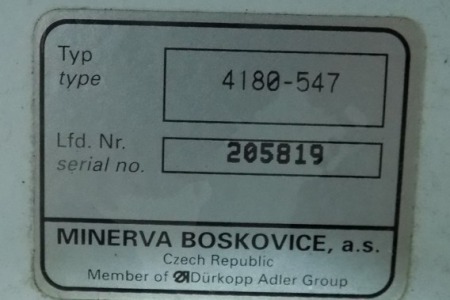 Typ
type
4180-547
Lfd. Nr.
serial no.
205819
MINERVA BOSKOVICE, a.s.
Czech Republic
Member of Dürkopp Adler Group